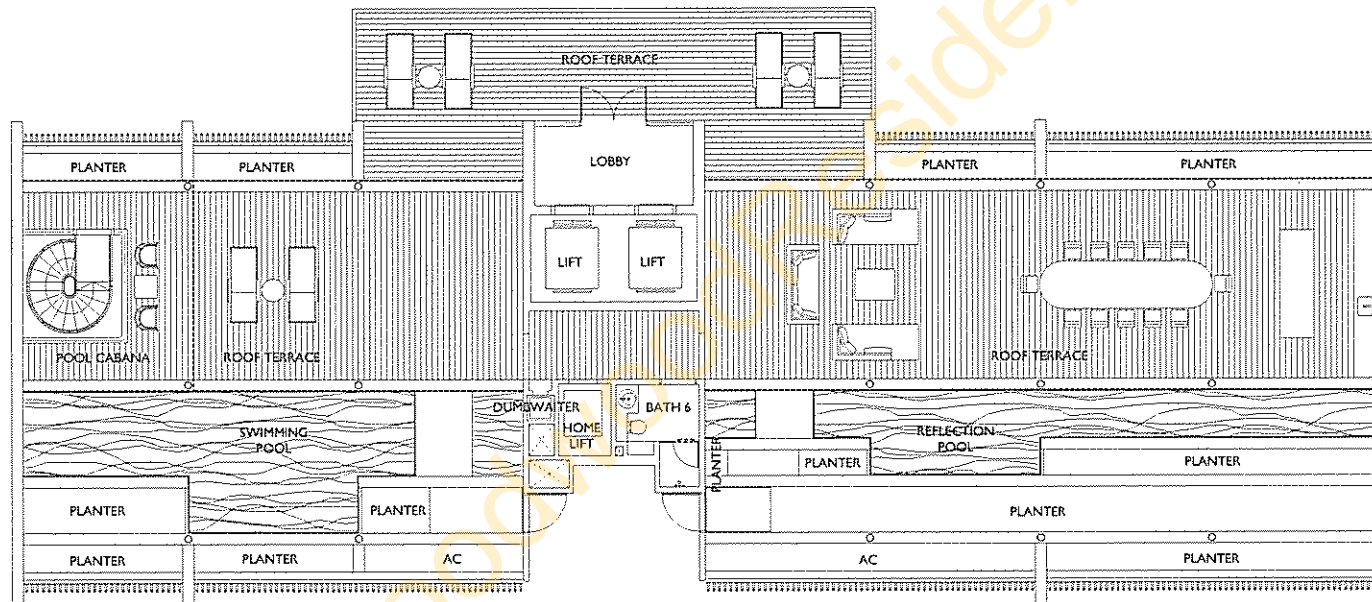 ROOF TERRACE
PLANTER
PLANTER
LOBBY
PLANTER
PLANTER
LIFT
LIFT
POOL CABANA
ROOF TERRACE
ROOF TERRACE
DUMBWAITER
HOME
LIFT
BATH 6
SWIMMING
POOL
REFLECTION
POOL
PLANTER
PLANTER
PLANTER
PLANTER
PLANTER
PLANTER
PLANTER
PLANTER
AC
AC
PLANTER